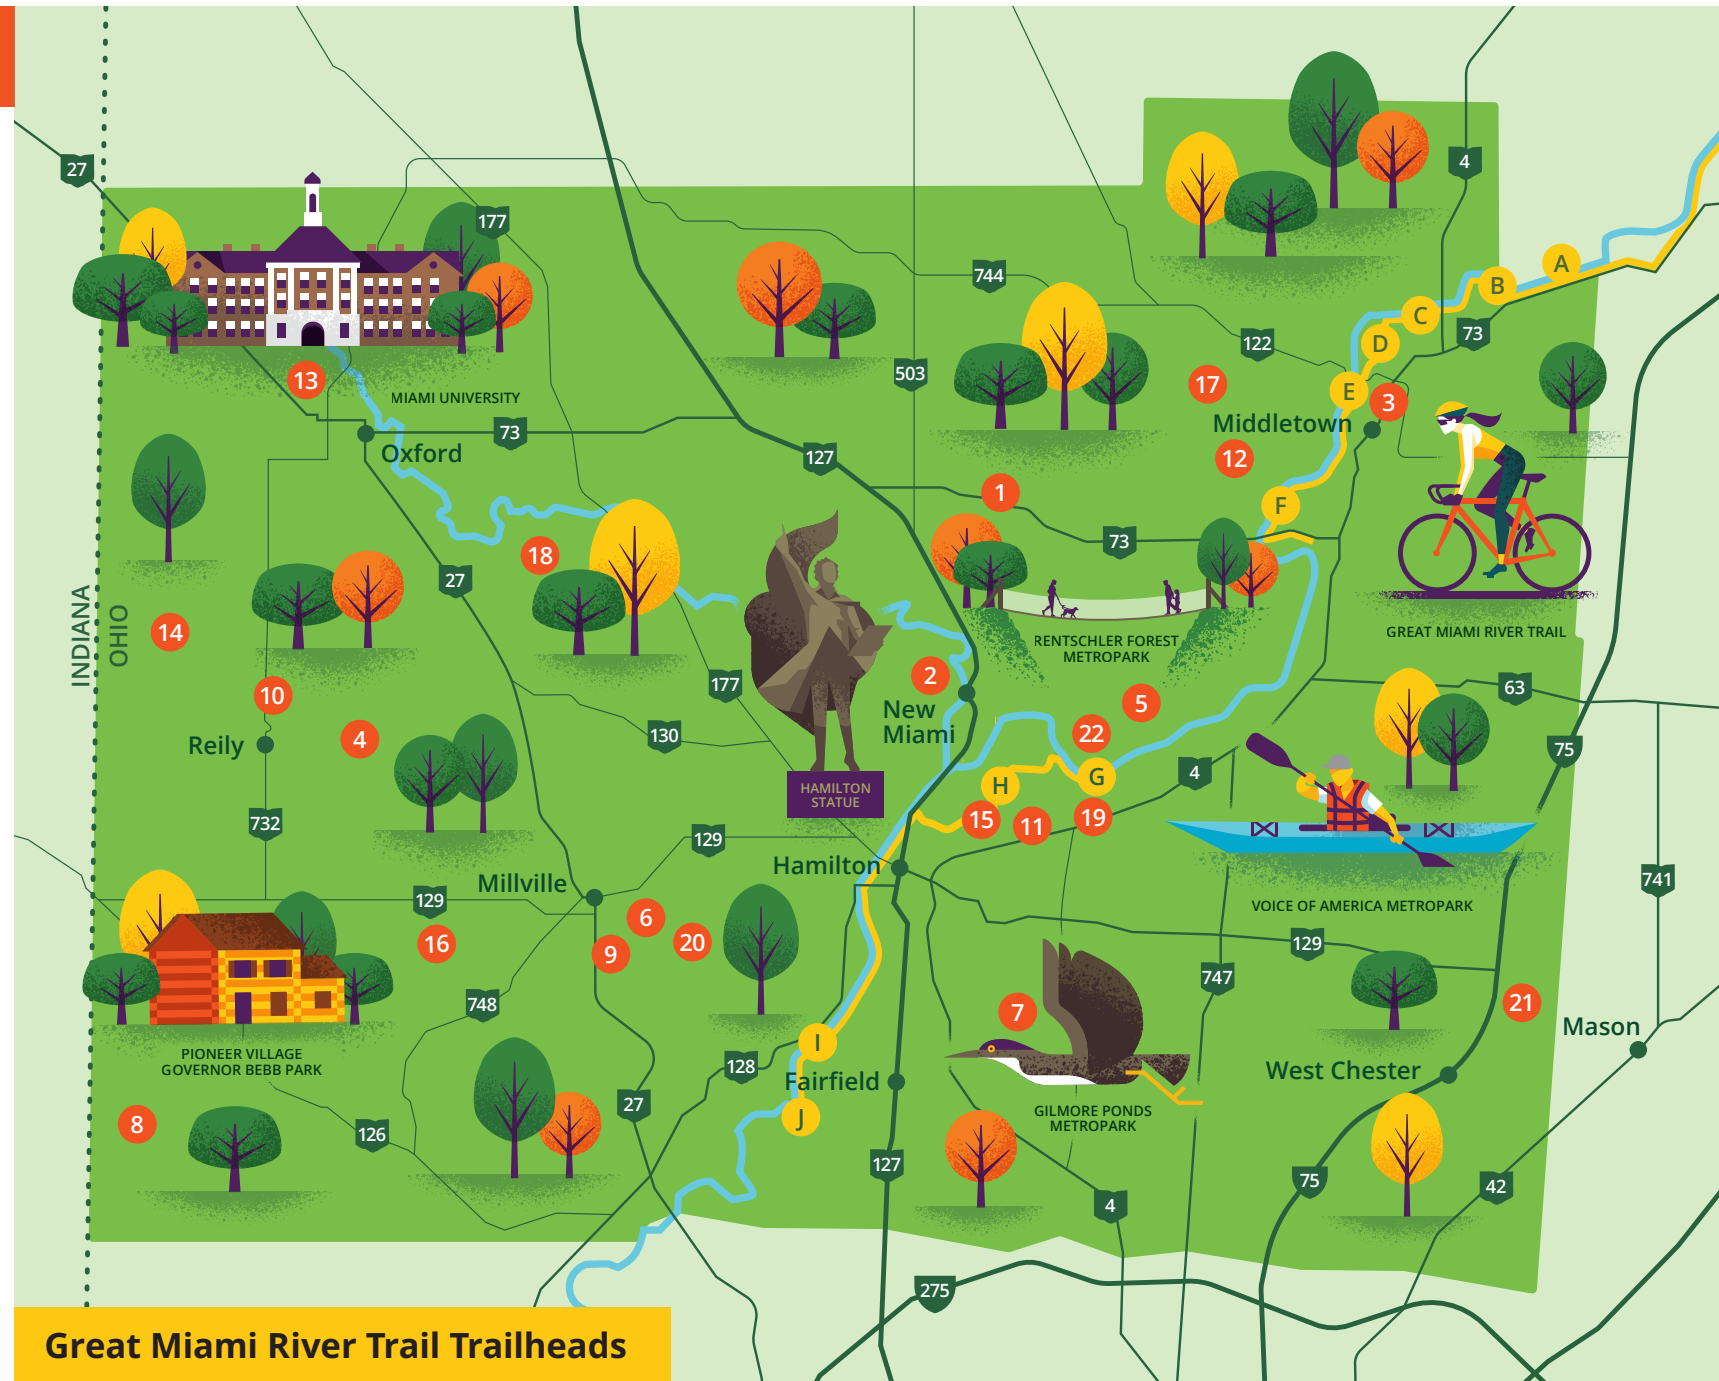 27
4
177
A
744
B
C
73
122
D
503
13
17
E
3
MIAMI UNIVERSITY
Middletown
73
Oxford
127
12
1
F
73
18
27
INDIANA
OHIO
14
GREAT MIAMI RIVER TRAIL
RENTSCHLER FOREST
METROPARK
2
177
63
10
5
New
Miami
22
4
130
Reily
75
4
G
H
HAMILTON
STATUE
15
11
19
732
129
Hamilton
Millville
741
129
VOICE OF AMERICA METROPARK
6
16
20
129
9
747
748
7
21
Mason
I
PIONEER VILLAGE
GOVERNOR BEBB PARK
128
Fairfield
West Chester
27
GILMORE PONDS
METROPARK
J
8
126
127
75
42
4
275
Great Miami River Trail Trailheads